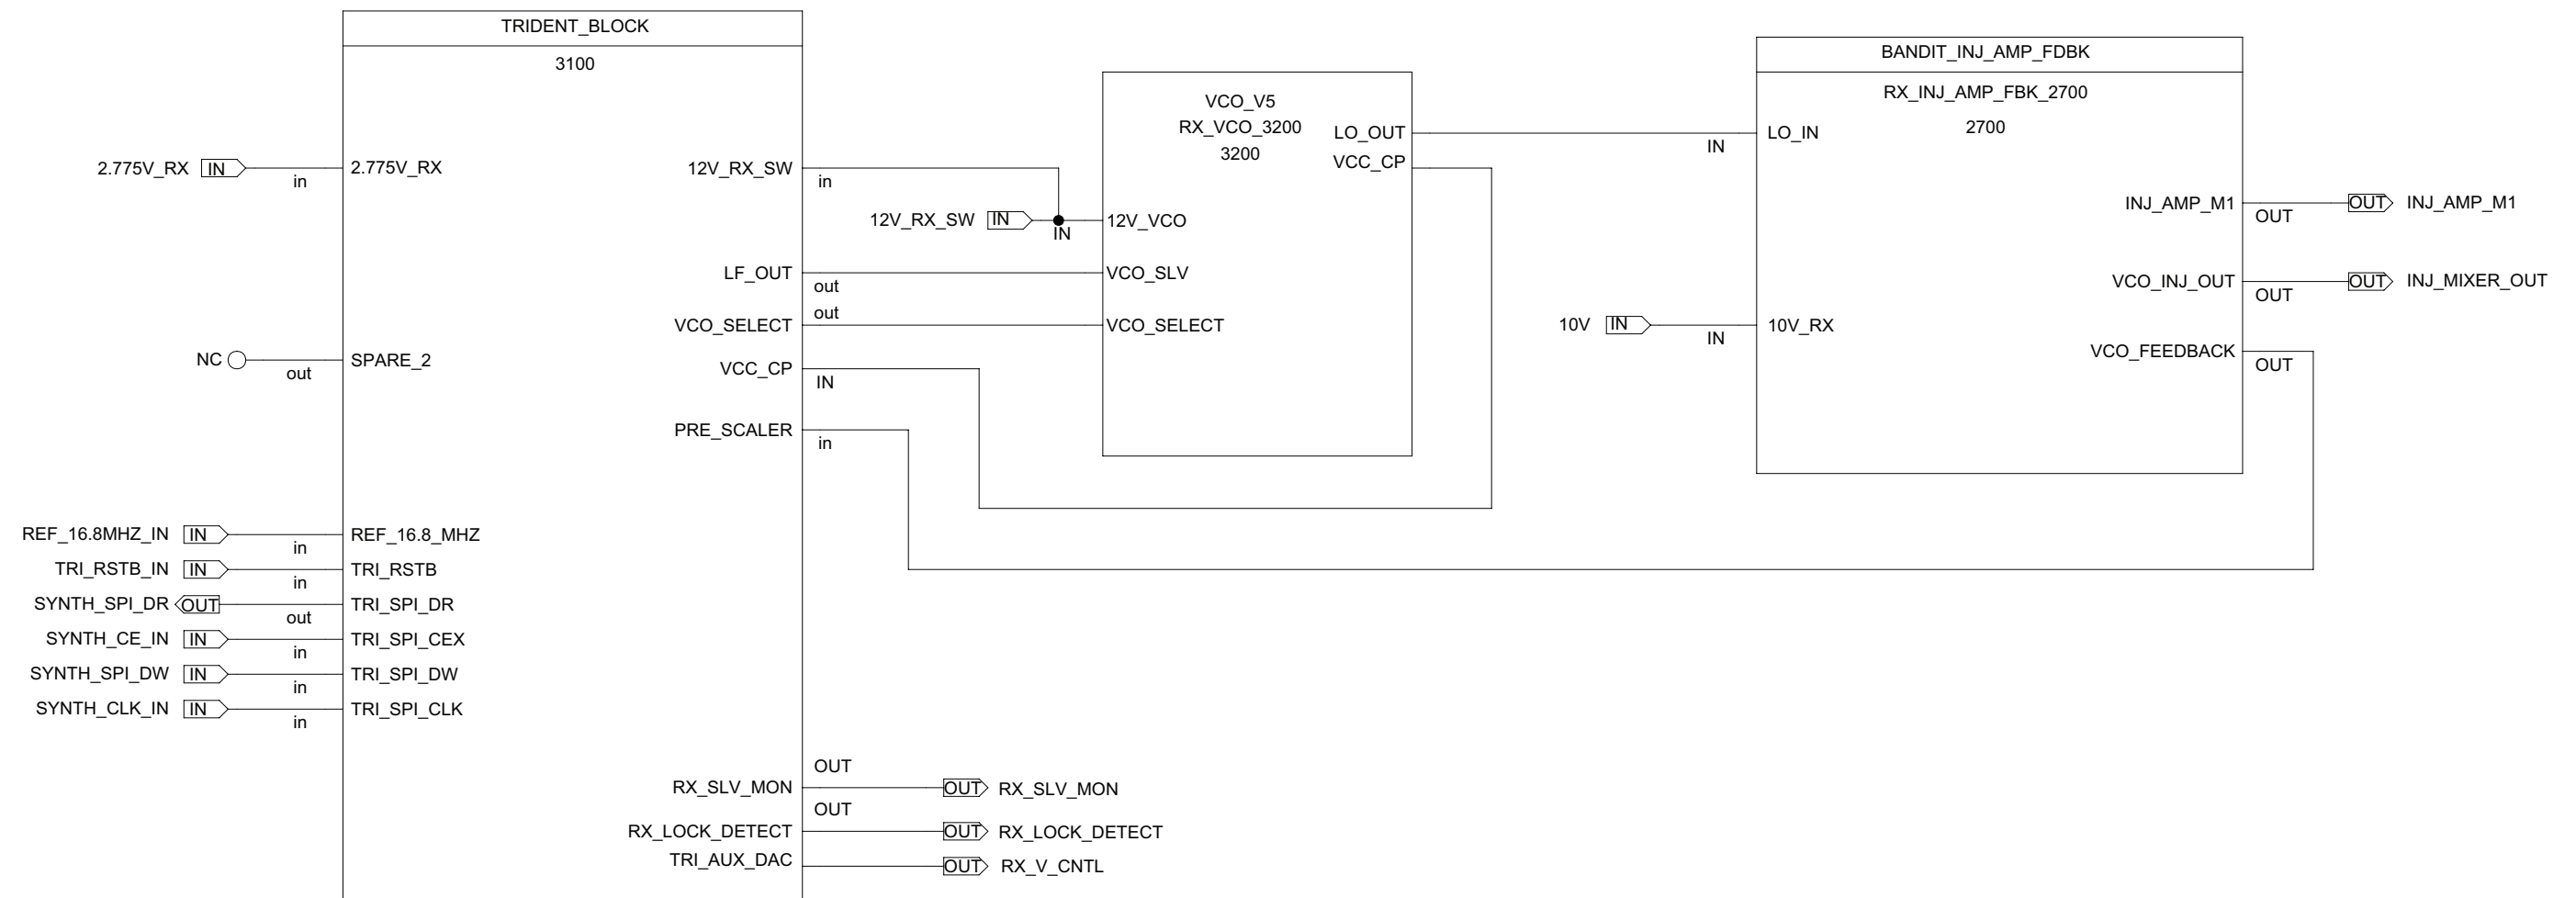 TRIDENT_BLOCK
3100
2.775V_RX IN in 2.775V_RX
NC out SPARE_2
REF_16.8MHZ_IN IN in REF_16.8_MHZ
TRI_RSTB_IN IN in TRI_RSTB
SYNTH_SPI_DR OUT out TRI_SPI_DR
SYNTH_CE_IN IN in TRI_SPI_CEX
SYNTH_SPI_DW IN in TRI_SPI_DW
SYNTH_CLK_IN IN in TRI_SPI_CLK
12V_RX_SW in
LF_OUT out
VCO_SELECT out
VCC_CP IN
PRE_SCALER in
RX_SLV_MON OUT OUT RX_SLV_MON
RX_LOCK_DETECT OUT OUT RX_LOCK_DETECT
TRI_AUX_DAC OUT RX_V_CNTL
VCO_V5
RX_VCO_3200
3200
12V_RX_SW IN IN 12V_VCO
VCO_SLV
VCO_SELECT
LO_OUT
VCC_CP
BANDIT_INJ_AMP_FDBK
RX_INJ_AMP_FBK_2700
2700
IN LO_IN
10V IN IN 10V_RX
INJ_AMP_M1 OUT OUT INJ_AMP_M1
VCO_INJ_OUT OUT OUT INJ_MIXER_OUT
VCO_FEEDBACK OUT